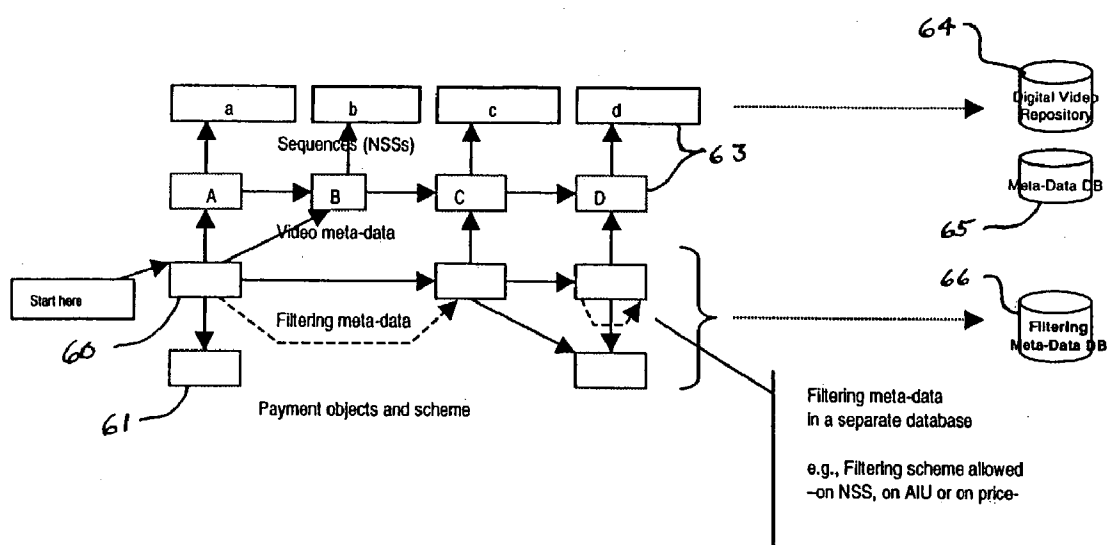 64
Digital Video
Repository
a
b
c
d
Sequences (NSSs)
63
A
B
C
D
Meta-Data DB
65
Video meta-data
66
Start here
Filtering meta-data
Filtering
Meta-Data DB
60
61
Payment objects and scheme
Filtering meta-data
in a separate database
e.g., Filtering scheme allowed
–on NSS, on AIU or on price-